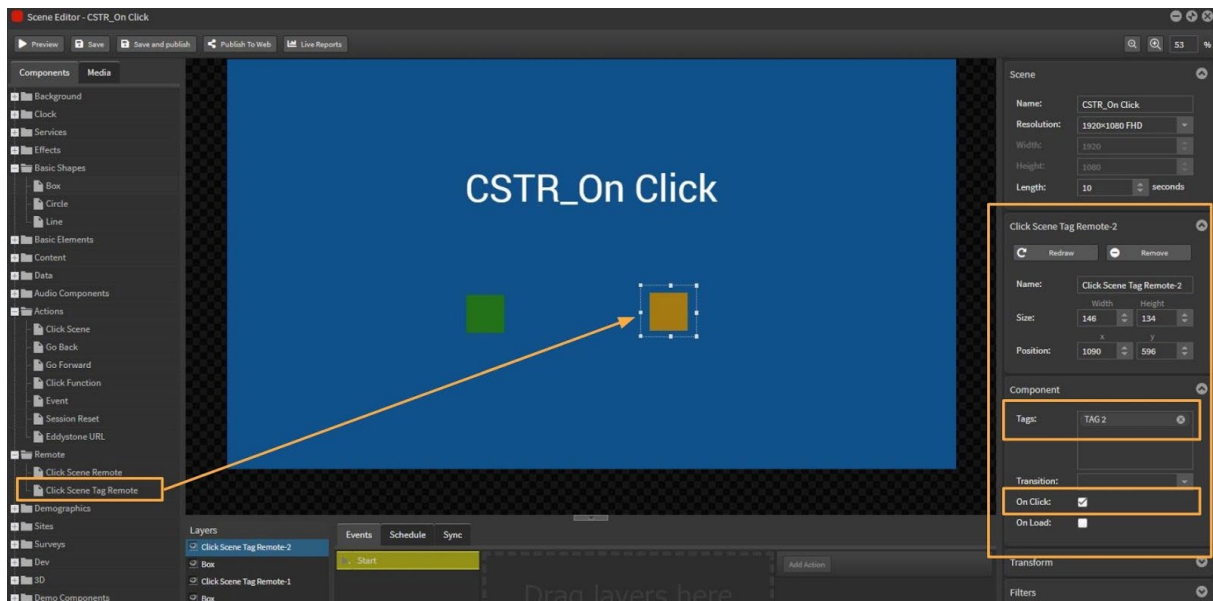 Scene Editor - CSTR_On Click
Preview Save Save and publish Publish To Web Live Reports 53 %
Components Media
Background
Clock
Services
Effects
Basic Shapes
Box
Circle
Line
Basic Elements
Content
Data
Audio Components
Actions
Click Scene
Go Back
Go Forward
Click Function
Event
Session Reset
Eddystone URL
Remote
Click Scene Remote
Click Scene Tag Remote
Demographics
Sites
Surveys
Dev
3D
Demo Components
CSTR_On Click
Layers
Click Scene Tag Remote-2
Box
Click Scene Tag Remote-1
Box
Events Schedule Sync
Start
Drag layers here
Add Action
Scene
Name: CSTR_On Click
Resolution: 1920×1080 FHD
Width: 1920
Height: 1080
Length: 10 seconds
Click Scene Tag Remote-2
Redraw Remove
Name: Click Scene Tag Remote-2
Width Height
Size: 146 134
x y
Position: 1090 596
Component
Tags: TAG 2
Transition:
On Click:
On Load:
Transform
Filters